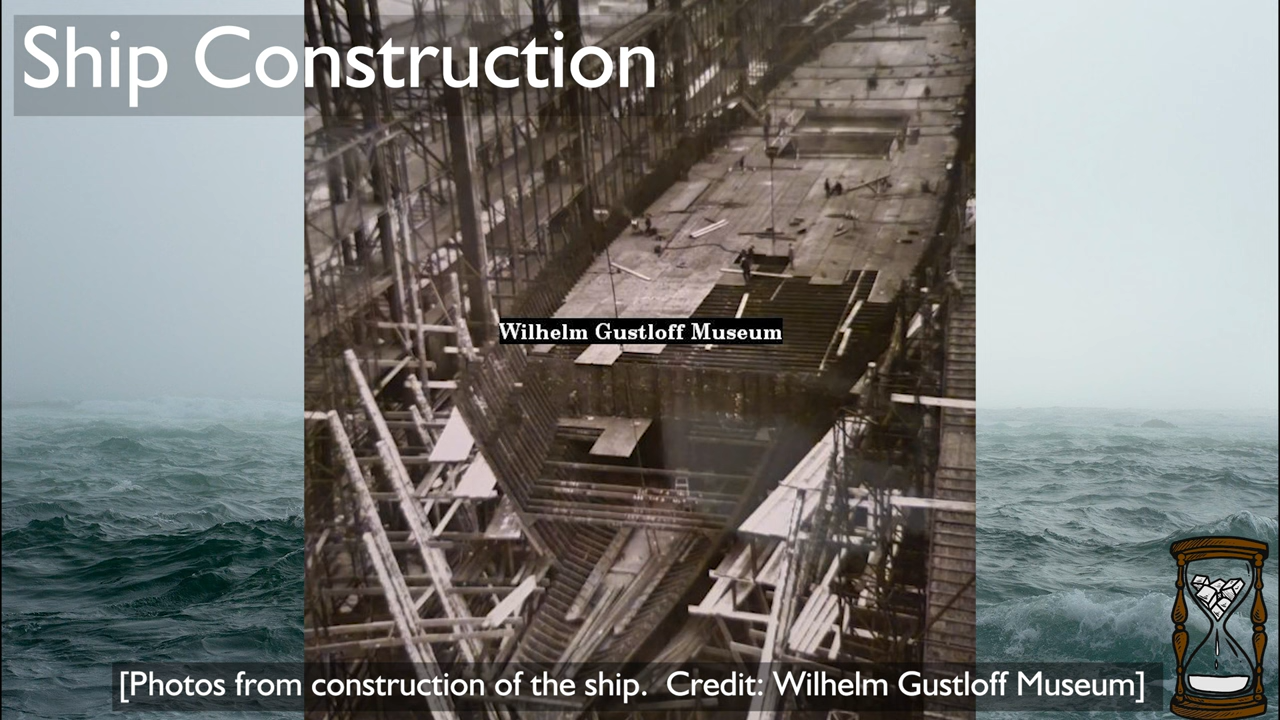 Ship Construction
Wilhelm Gustloff Museum
[Photos from construction of the ship.  Credit: Wilhelm Gustloff Museum]